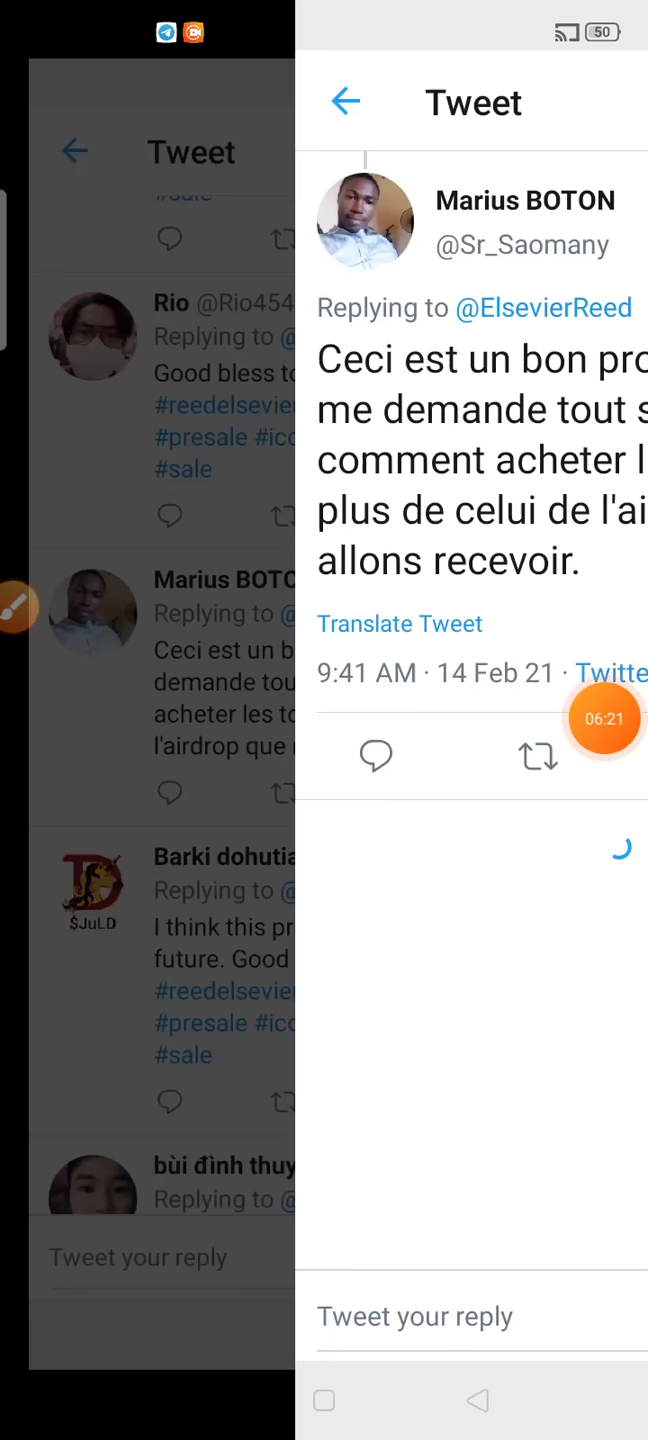 50
Tweet
#sale
Rio @Rio454
Replying to @
Good bless to
#reedelsevier
#presale #ico
#sale
Marius BOTO
Replying to @
Ceci est un b
demande tou
acheter les to
l'airdrop que
Barki dohutia
Replying to @
I think this pr
future. Good
#reedelsevier
#presale #ico
#sale
$JuLD
bùi đình thuy
Replying to @
Tweet your reply
Tweet
Marius BOTON
@Sr_Saomany
Replying to @ElsevierReed
Ceci est un bon pro
me demande tout s
comment acheter l
plus de celui de l'ai
allons recevoir.
Translate Tweet
9:41 AM · 14 Feb 21 · Twitte
06:21
Tweet your reply